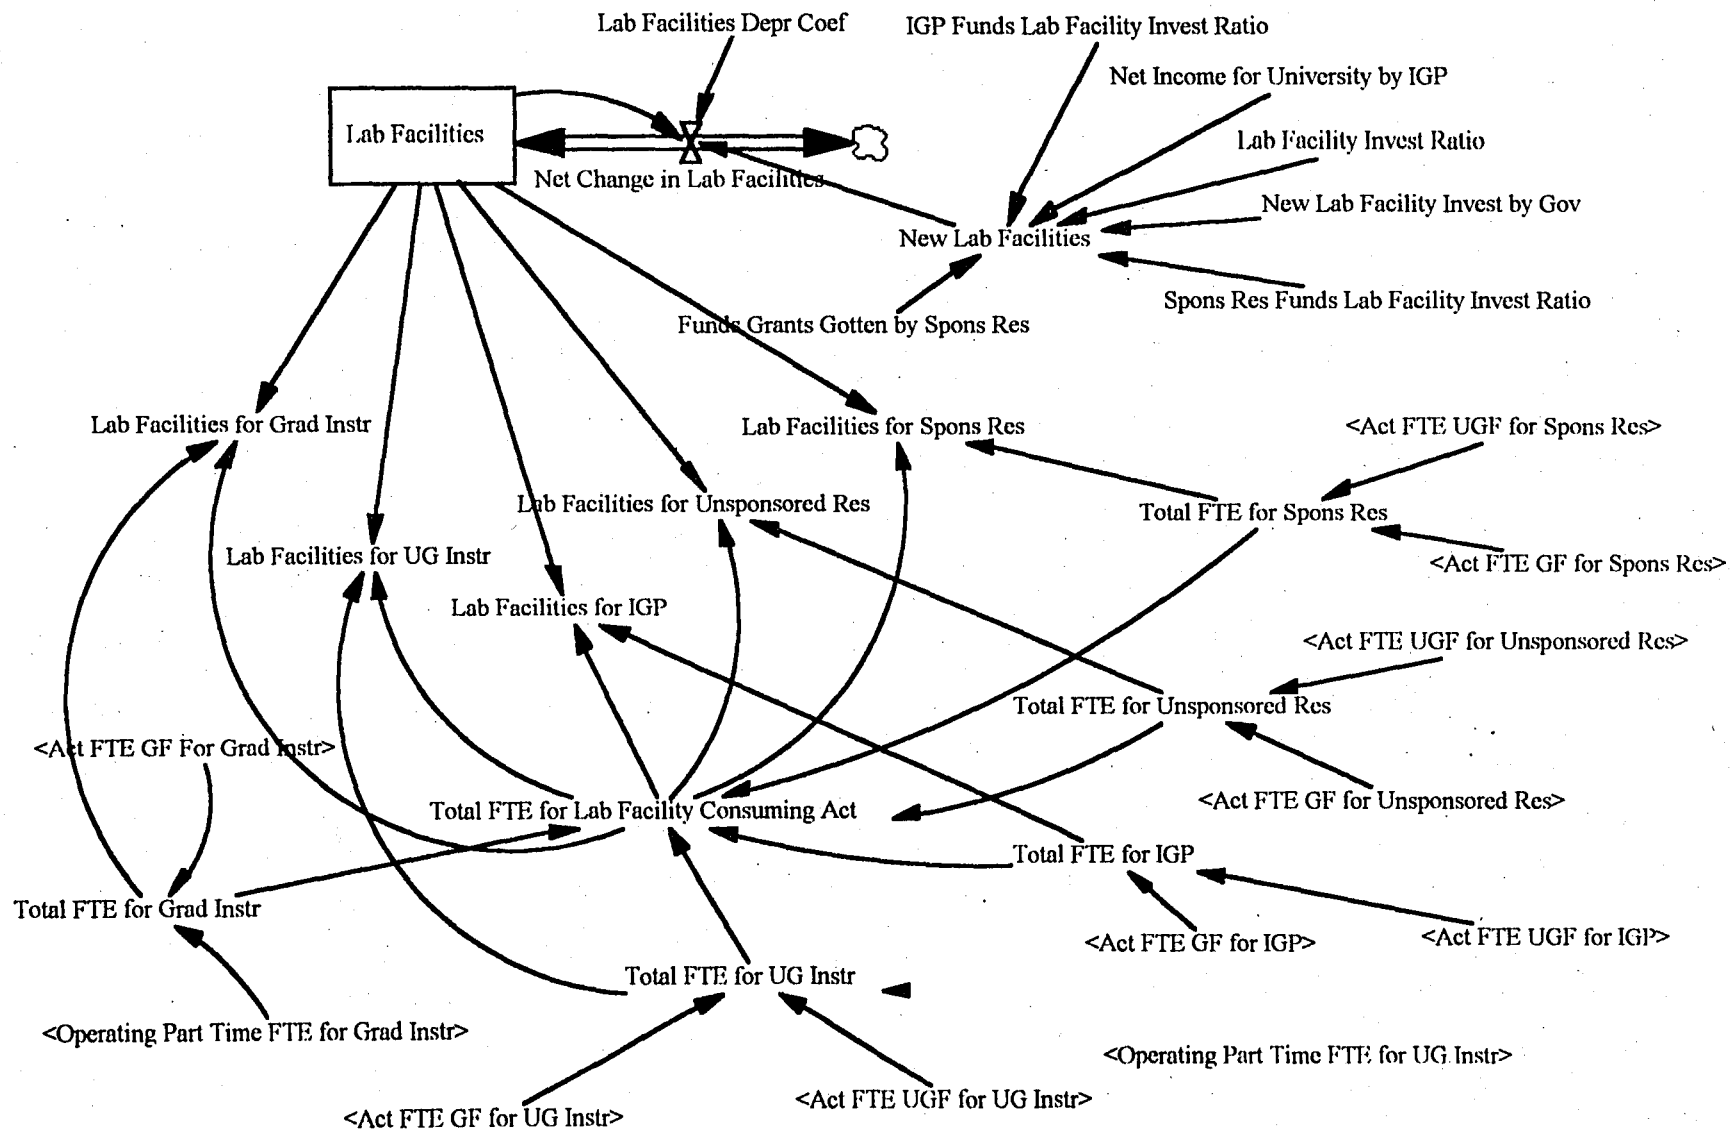 Lab Facilities Depr Coef
IGP Funds Lab Facility Invest Ratio
Net Income for University by IGP
Lab Facilities
Lab Facility Invest Ratio
Net Change in Lab Facilities
New Lab Facility Invest by Gov
New Lab Facilities
Spons Res Funds Lab Facility Invest Ratio
Funds Grants Gotten by Spons Res
Lab Facilities for Grad Instr
Lab Facilities for Spons Res
<Act FTE UGF for Spons Res>
Lab Facilities for Unsponsored Res
Total FTE for Spons Res
Lab Facilities for UG Instr
<Act FTE GF for Spons Res>
Lab Facilities for IGP
<Act FTE UGF for Unsponsored Res>
Total FTE for Unsponsored Res
<Act FTE GF For Grad Instr>
<Act FTE GF for Unsponsored Res>
Total FTE for Lab Facility Consuming Act
Total FTE for IGP
Total FTE for Grad Instr
<Act FTE GF for IGP>
<Act FTE UGF for IGP>
Total FTE for UG Instr
<Operating Part Time FTE for Grad Instr>
<Operating Part Time FTE for UG Instr>
<Act FTE UGF for UG Instr>
<Act FTE GF for UG Instr>